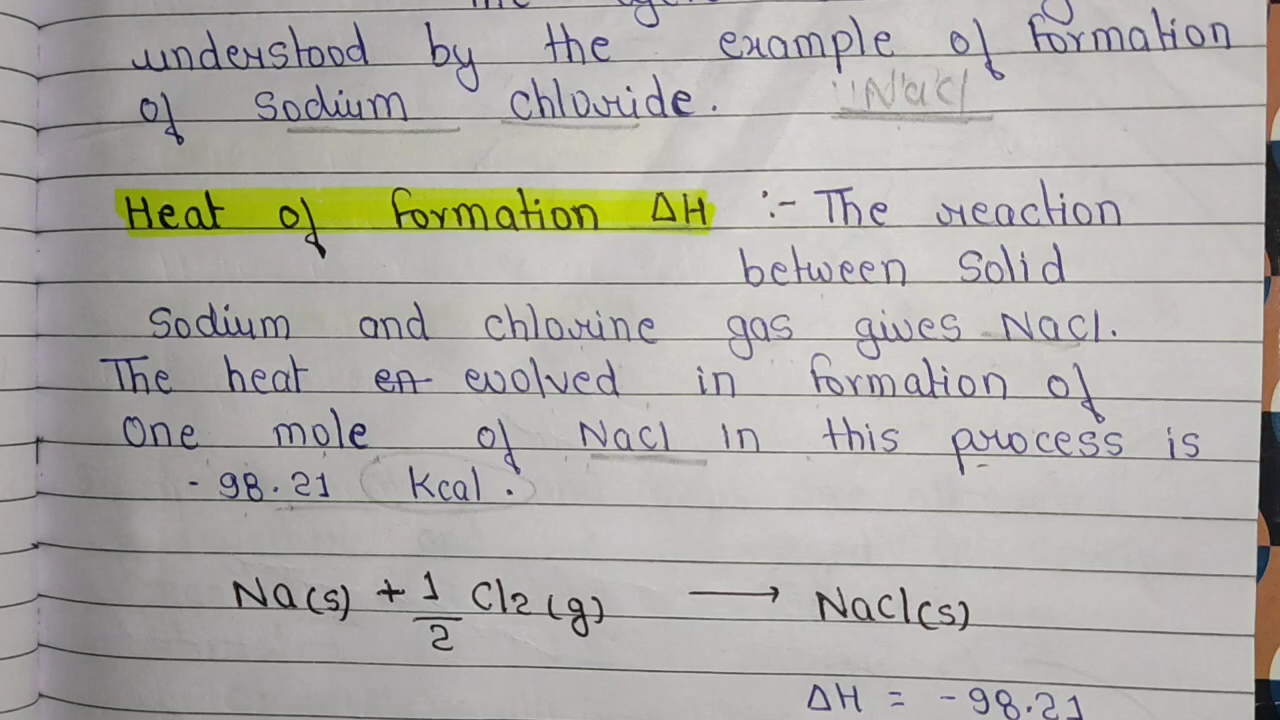 understood by the example of formation
of sodium chloride. "Nacl
Heat of formation ΔH :- The reaction
between solid
sodium and chlorine gas gives Nacl.
The heat evolved in formation of
One mole of Nacl in this process is
- 98.21 Kcal.
Na(s) + 1/2 Cl2 (g) ⟶ NaCl(s)
ΔH = -98.21